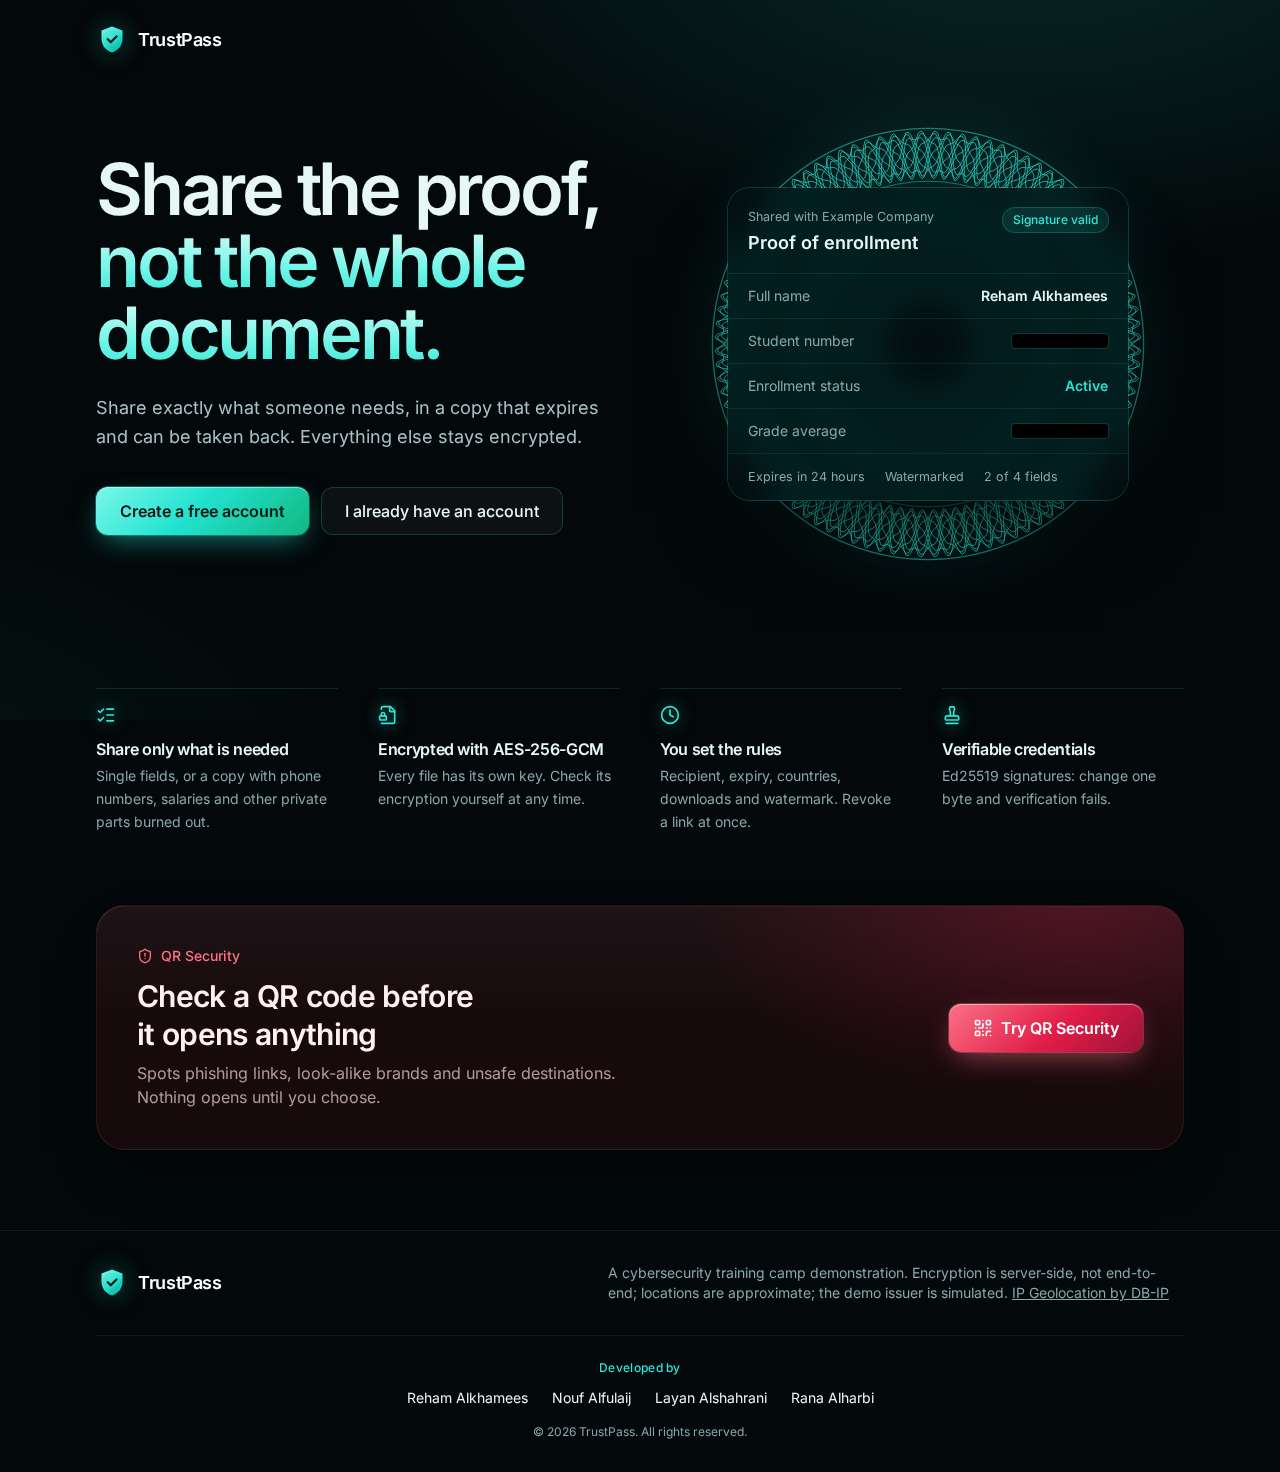 TrustPass
Share the proof,
not the whole
document.
Share exactly what someone needs, in a copy that expires
and can be taken back. Everything else stays encrypted.
Create a free account
I already have an account
Shared with Example Company
Signature valid
Proof of enrollment
Full name
Reham Alkhamees
Student number
Enrollment status
Active
Grade average
Expires in 24 hours
Watermarked
2 of 4 fields
Share only what is needed
Single fields, or a copy with phone
numbers, salaries and other private
parts burned out.
Encrypted with AES-256-GCM
Every file has its own key. Check its
encryption yourself at any time.
You set the rules
Recipient, expiry, countries,
downloads and watermark. Revoke
a link at once.
Verifiable credentials
Ed25519 signatures: change one
byte and verification fails.
QR Security
Check a QR code before
it opens anything
Spots phishing links, look-alike brands and unsafe destinations.
Nothing opens until you choose.
Try QR Security
TrustPass
A cybersecurity training camp demonstration. Encryption is server-side, not end-to-
end; locations are approximate; the demo issuer is simulated. IP Geolocation by DB-IP
Developed by
Reham Alkhamees
Nouf Alfulaij
Layan Alshahrani
Rana Alharbi
© 2026 TrustPass. All rights reserved.